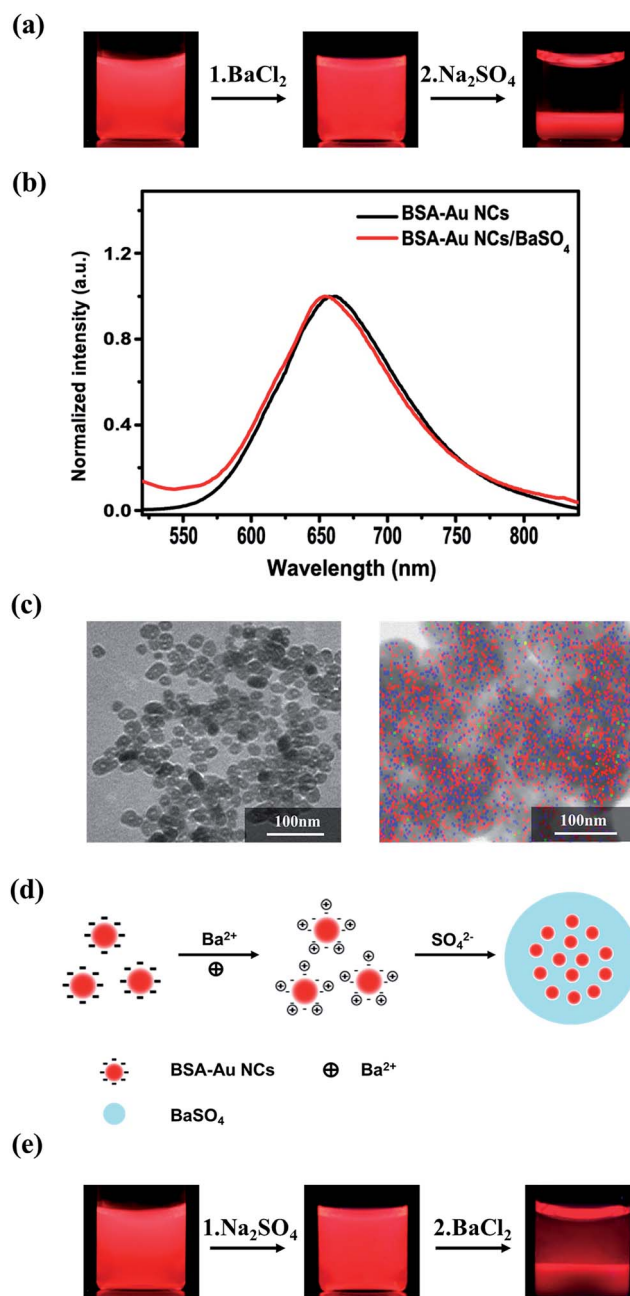 (a)
1.BaCl₂ 2.Na₂SO₄
(b)
BSA-Au NCs
BSA-Au NCs/BaSO₄
Normalized intensity (a.u.)
1.2
0.8
0.4
0.0
550 600 650 700 750 800
Wavelength (nm)
(c)
100nm 100nm
(d)
Ba²⁺ SO₄²⁻
BSA-Au NCs Ba²⁺
BaSO₄
(e)
1.Na₂SO₄ 2.BaCl₂